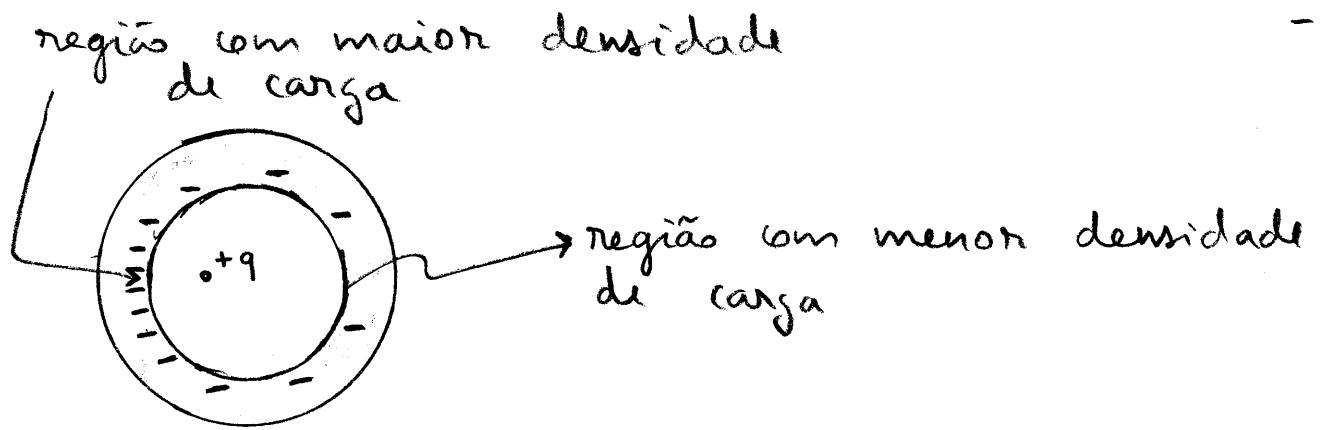 região com maior densidade
de carga
+q
região com menor densidade
de carga